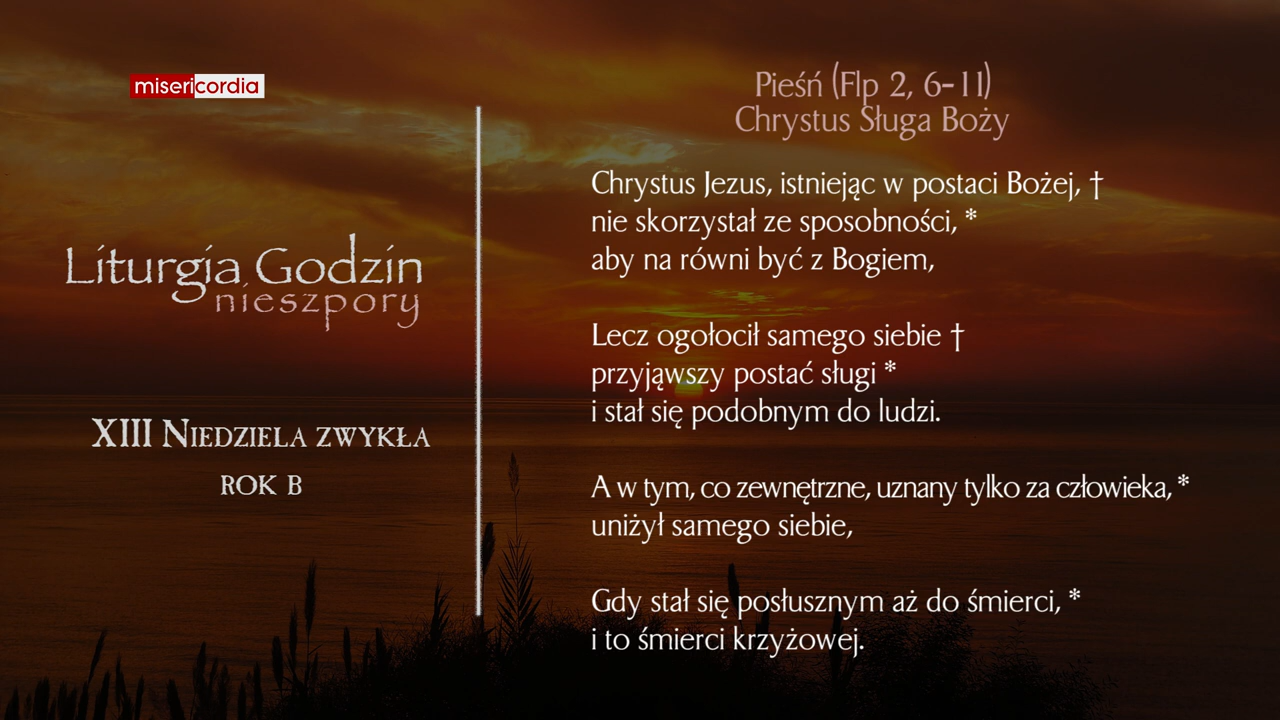 misericordia
Liturgia Godzin
nieszpory
XIII Niedziela zwykła
rok B
Pieśń (Flp 2, 6-11)
Chrystus Sługa Boży
Chrystus Jezus, istniejąc w postaci Bożej, †
nie skorzystał ze sposobności, *
aby na równi być z Bogiem,
Lecz ogołocił samego siebie †
przyjąwszy postać sługi *
i stał się podobnym do ludzi.
A w tym, co zewnętrzne, uznany tylko za człowieka, *
uniżył samego siebie,
Gdy stał się posłusznym aż do śmierci, *
i to śmierci krzyżowej.